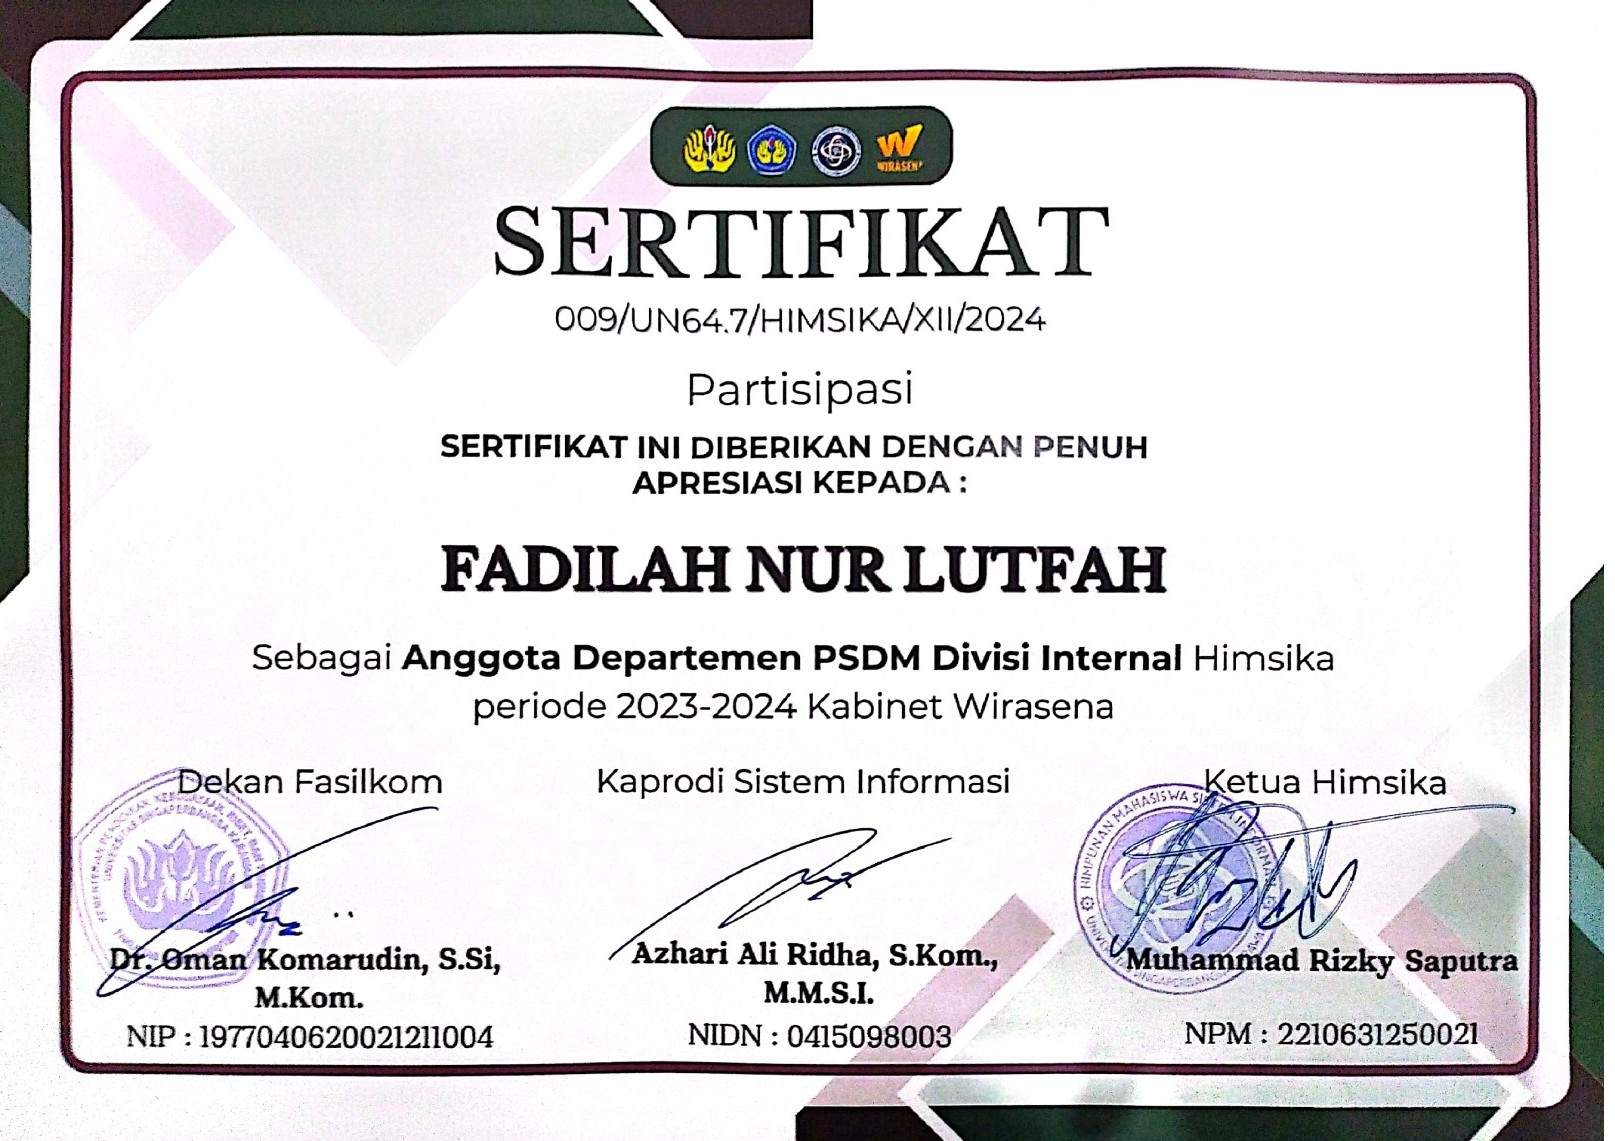 WIRASENA
SERTIFIKAT
009/UN64.7/HIMSIKA/XII/2024
Partisipasi
SERTIFIKAT INI DIBERIKAN DENGAN PENUH
APRESIASI KEPADA :
FADILAH NUR LUTFAH
Sebagai Anggota Departemen PSDM Divisi Internal Himsika
periode 2023-2024 Kabinet Wirasena
Dekan Fasilkom
Kaprodi Sistem Informasi
Ketua Himsika
HIMPUNAN MAHASISWA
Dr. Oman Komarudin, S.Si,
M.Kom.
NIP : 197704062002121004
Azhari Ali Ridha, S.Kom.,
M.M.S.I.
NIDN : 0415098003
Muhammad Rizky Saputra
NPM : 2210631250021